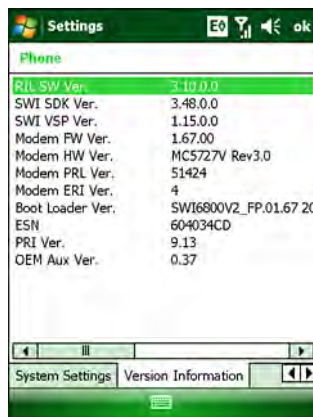 Settings
E
ok
Phone
RIL SW Ver. 3.10.0.0
SWI SDK Ver. 3.48.0.0
SWI VSP Ver. 1.15.0.0
Modem FW Ver. 1.67.00
Modem HW Ver. MC5727V Rev3.0
Modem PRL Ver. 51424
Modem ERI Ver. 4
Boot Loader Ver. SWI6800V2_FP.01.67 20
ESN 604034CD
PRI Ver. 9.13
OEM Aux Ver. 0.37
System Settings Version Information